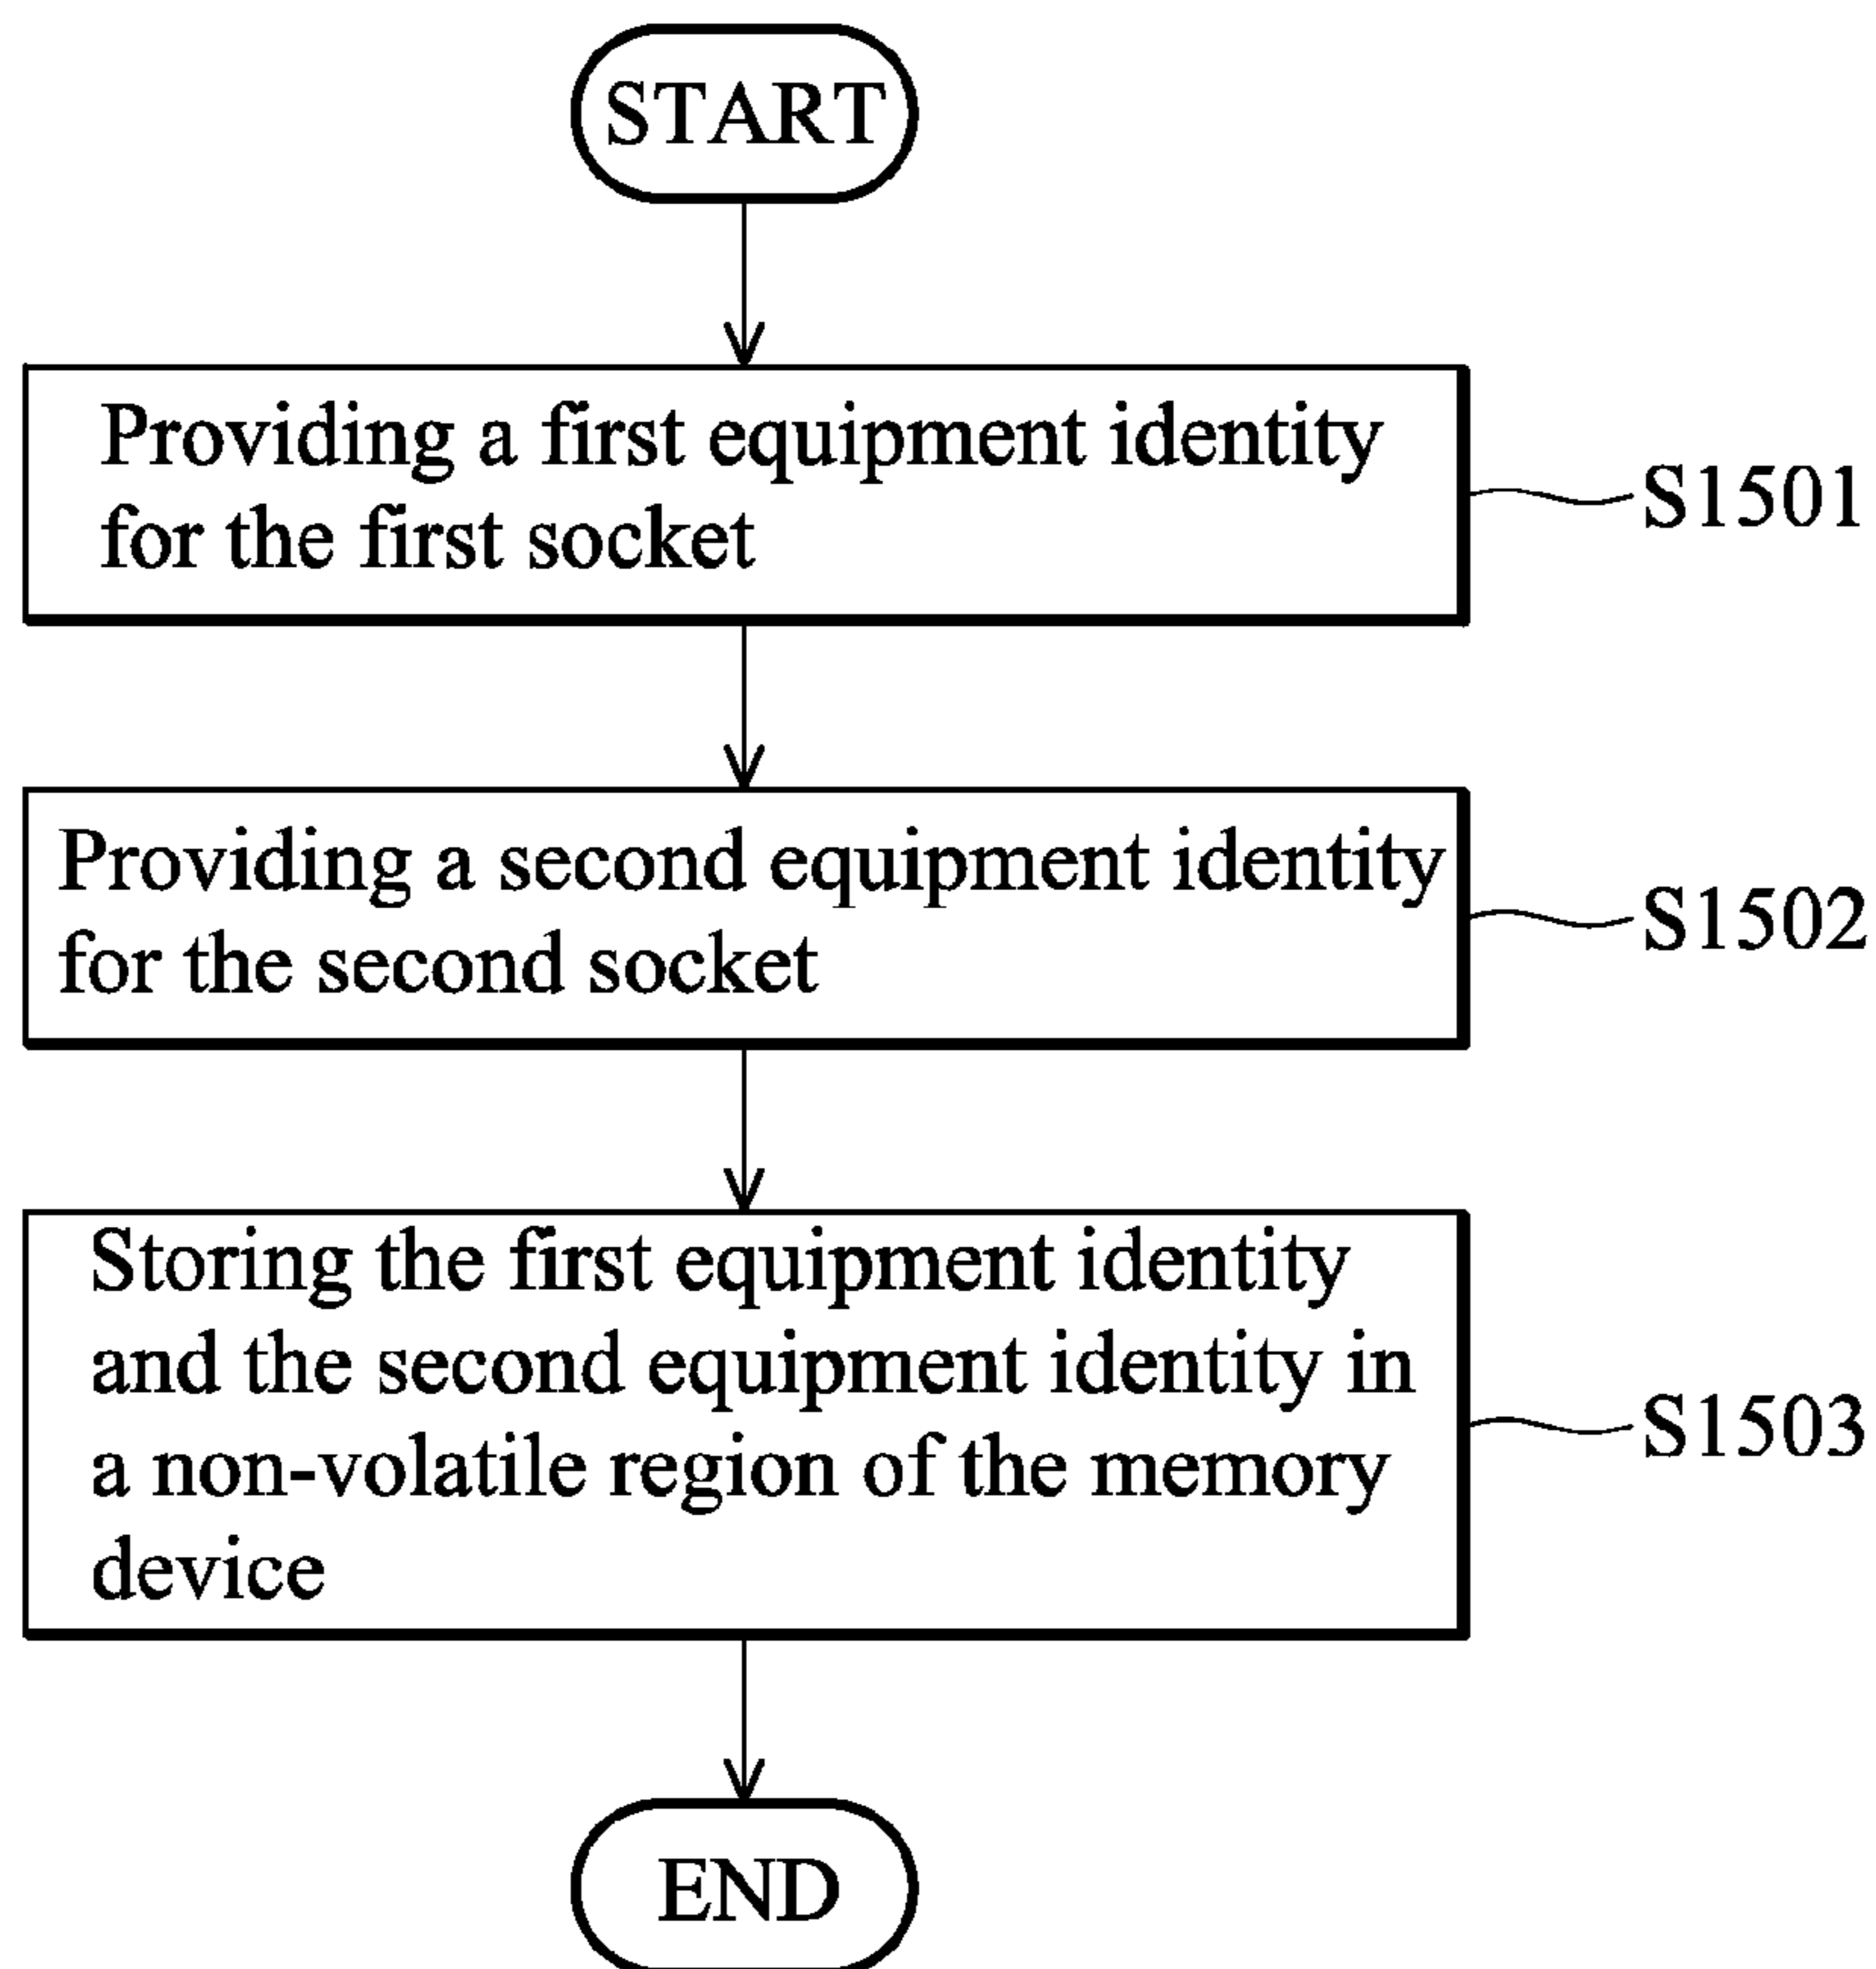 START
Providing a first equipment identity
for the first socket
S1501
Providing a second equipment identity
for the second socket
S1502
Storing the first equipment identity
and the second equipment identity in
a non-volatile region of the memory
device
S1503
END